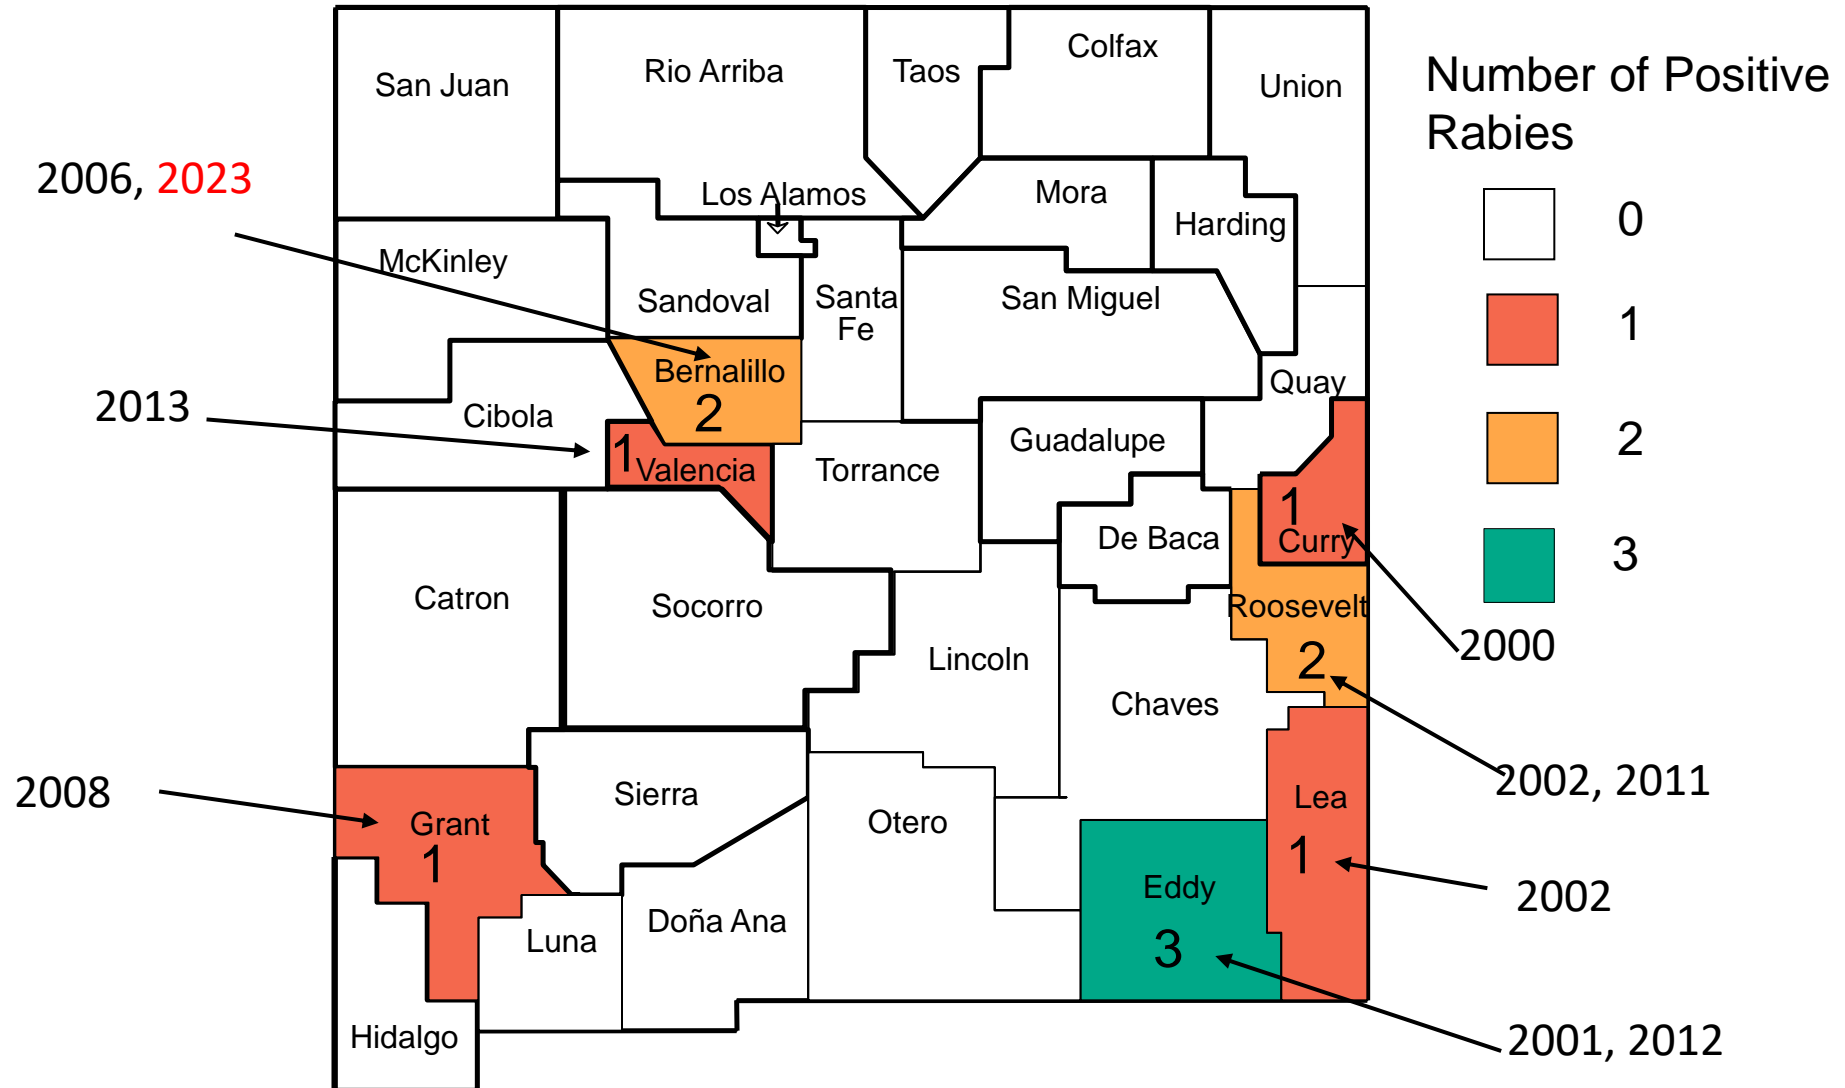 San Juan
Rio Arriba
Taos
Colfax
Union
Number of Positive
Rabies
2006, 2023
Los Alamos
Mora
Harding
0
McKinley
Sandoval
Santa
Fe
San Miguel
1
Bernalillo
2
Quay
2013
Cibola
1
Valencia
Torrance
Guadalupe
2
De Baca
1
Curry
3
Catron
Socorro
Roosevelt
2
2000
Lincoln
Chaves
2002, 2011
2008
Grant
1
Sierra
Otero
Lea
1
2002
Eddy
3
Luna
Doña Ana
2001, 2012
Hidalgo